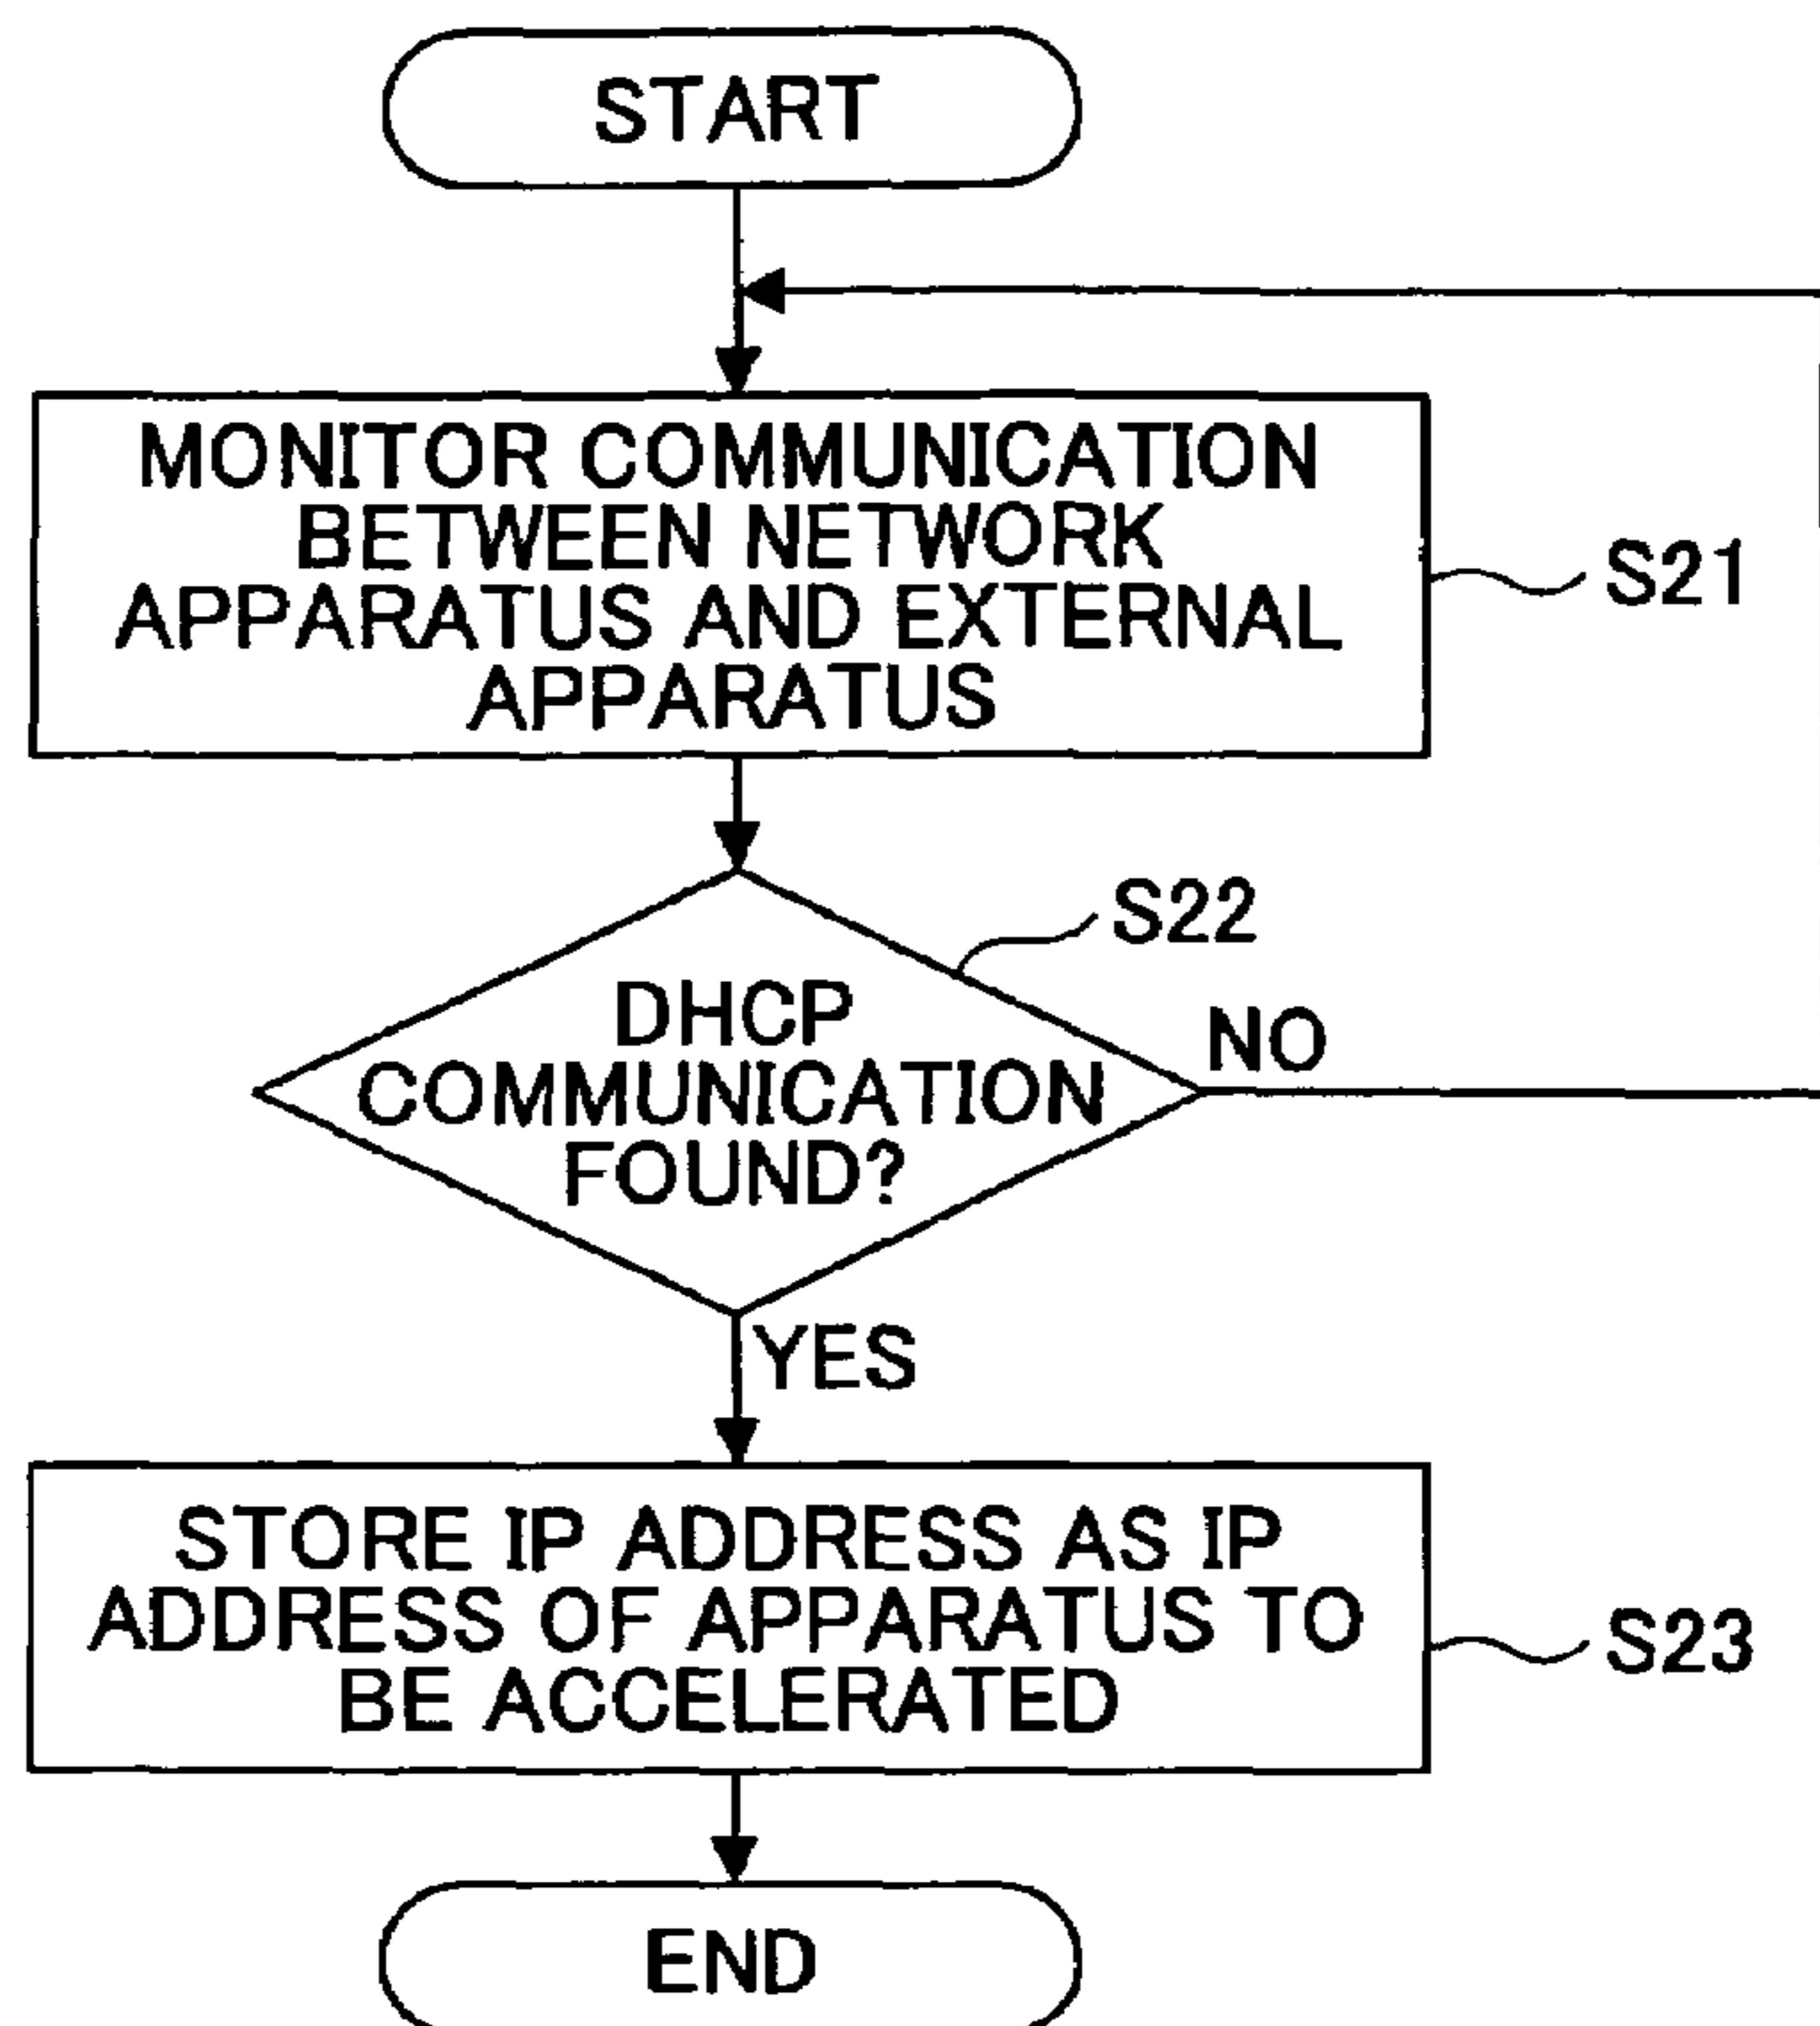 START
MONITOR COMMUNICATION
BETWEEN NETWORK
APPARATUS AND EXTERNAL
APPARATUS
S21
S22
DHCP
COMMUNICATION
FOUND?
NO
YES
STORE IP ADDRESS AS IP
ADDRESS OF APPARATUS TO
BE ACCELERATED
S23
END